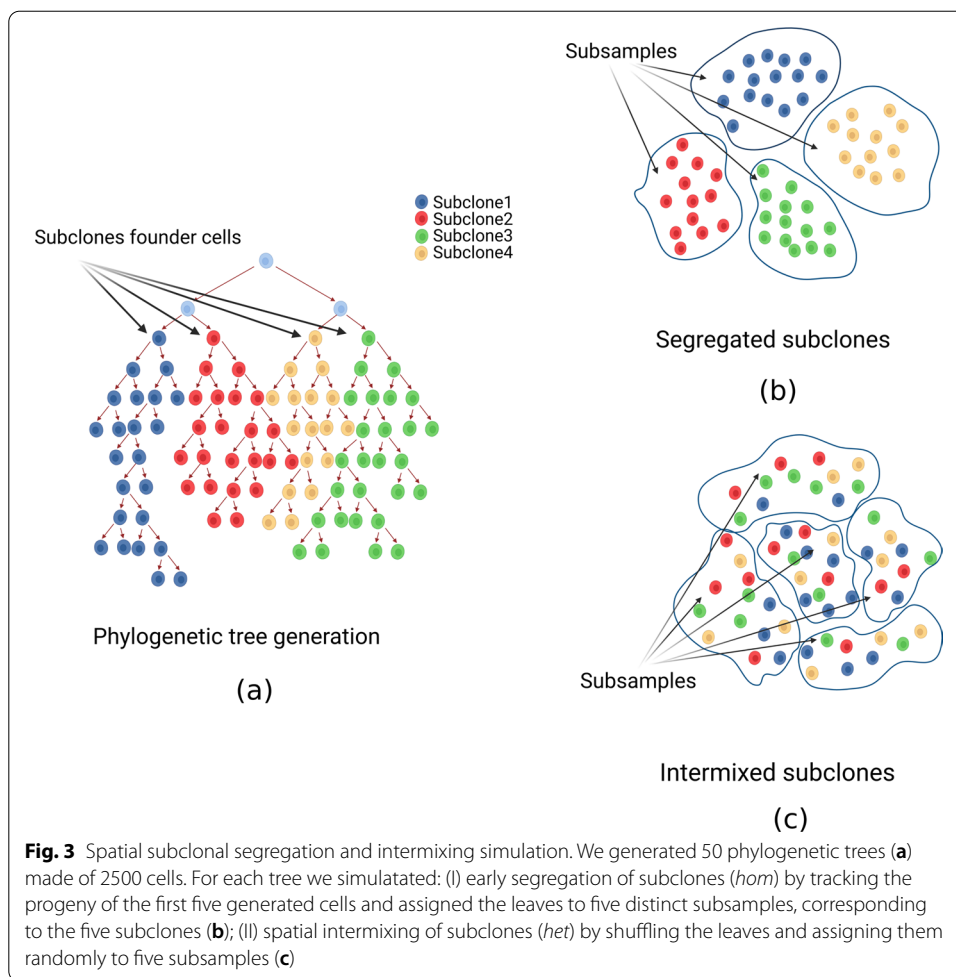 Subsamples
Subclone1
Subclone2
Subclone3
Subclone4
Subclones founder cells
Segregated subclones
(b)
Phylogenetic tree generation
(a)
Subsamples
Intermixed subclones
(c)
Fig. 3 Spatial subclonal segregation and intermixing simulation. We generated 50 phylogenetic trees (a)
made of 2500 cells. For each tree we simulatated: (I) early segregation of subclones (hom) by tracking the
progeny of the first five generated cells and assigned the leaves to five distinct subsamples, corresponding
to the five subclones (b); (II) spatial intermixing of subclones (het) by shuffling the leaves and assigning them
randomly to five subsamples (c)